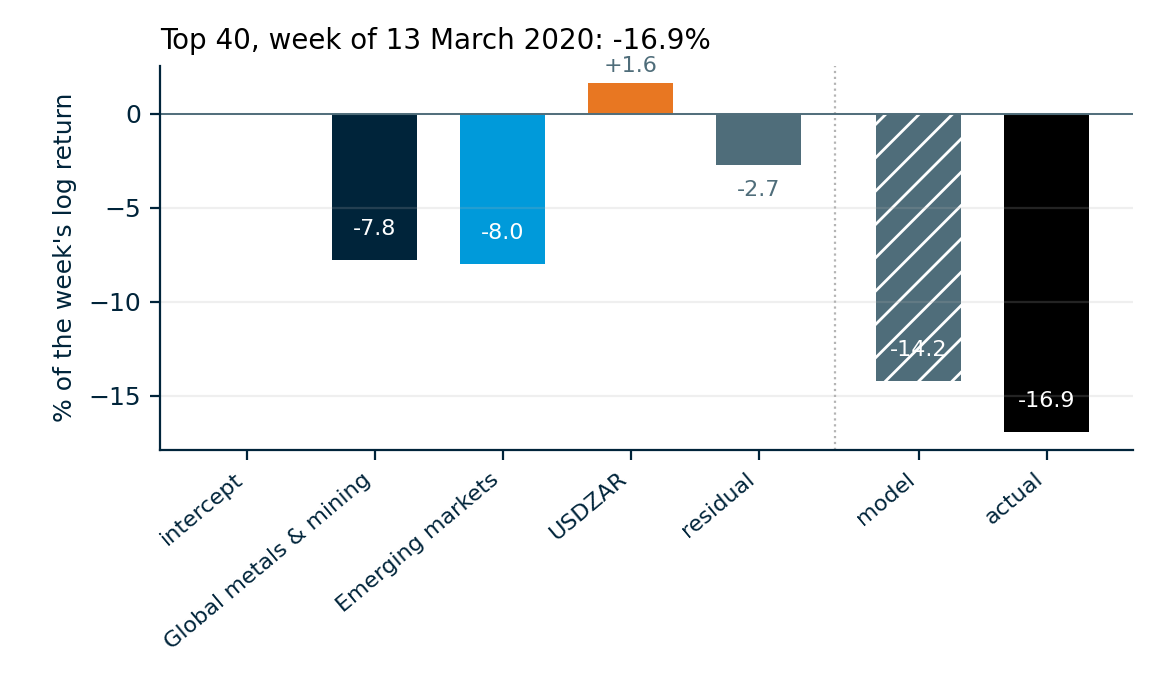 Top 40, week of 13 March 2020: -16.9%
+1.6
% of the week's log return
0
−5
−10
−15
-7.8
-8.0
-2.7
-14.2
-16.9
intercept
Global metals & mining
Emerging markets
USDZAR
residual
model
actual